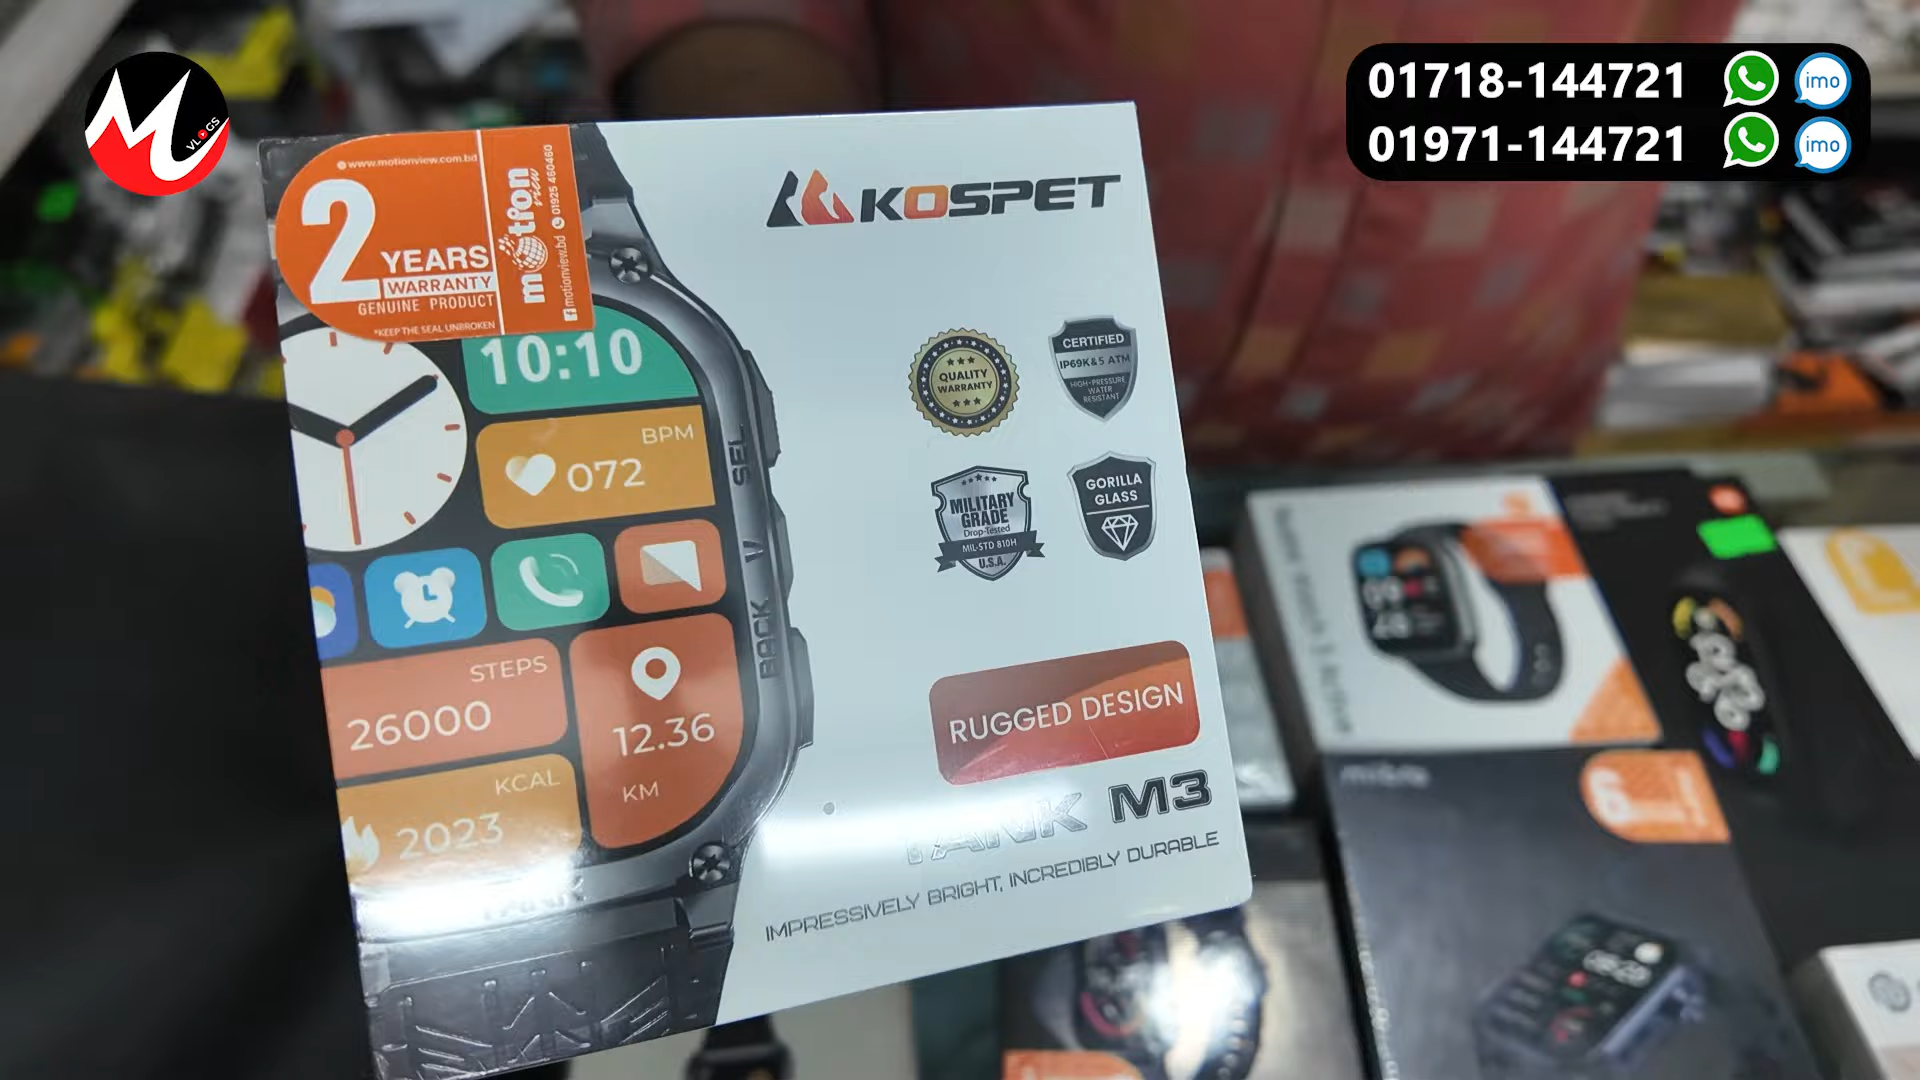 M
VLOGS
01718-144721
imo
01971-144721
imo
www.motionview.com.bd
2
YEARS
WARRANTY
GENUINE PRODUCT
*KEEP THE SEAL UNBROKEN
motion
view
motionview.bd 01925 460460
KOSPET
10:10
BPM
072
STEPS
26000
12.36
KM
KCAL
2023
SEL
BACK
QUALITY
WARRANTY
CERTIFIED
IP69K&5 ATM
HIGH-PRESSURE
WATER
RESISTANT
MILITARY
GRADE
Drop-Tested
MIL-STD 810H
U.S.A.
GORILLA
GLASS
RUGGED DESIGN
TANK M3
IMPRESSIVELY BRIGHT, INCREDIBLY DURABLE
mibro